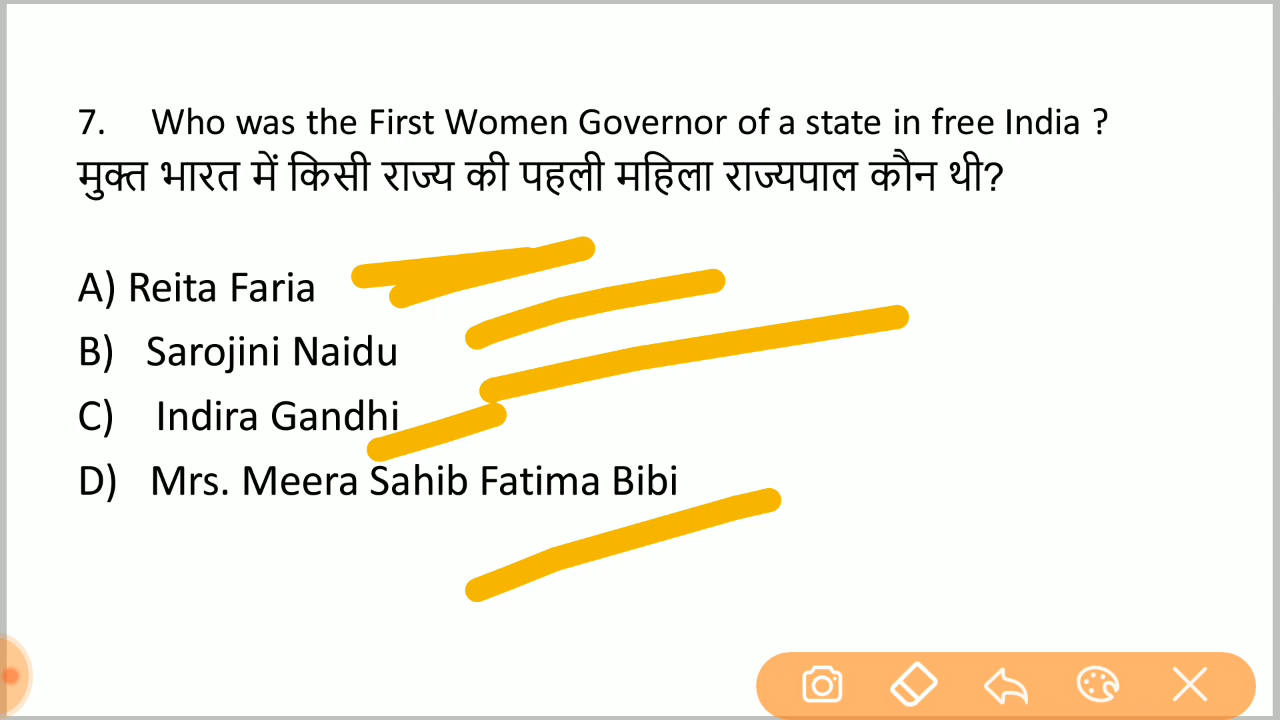 7. Who was the First Women Governor of a state in free India ?
मुक्त भारत में किसी राज्य की पहली महिला राज्यपाल कौन थी?
A) Reita Faria
B) Sarojini Naidu
C) Indira Gandhi
D) Mrs. Meera Sahib Fatima Bibi